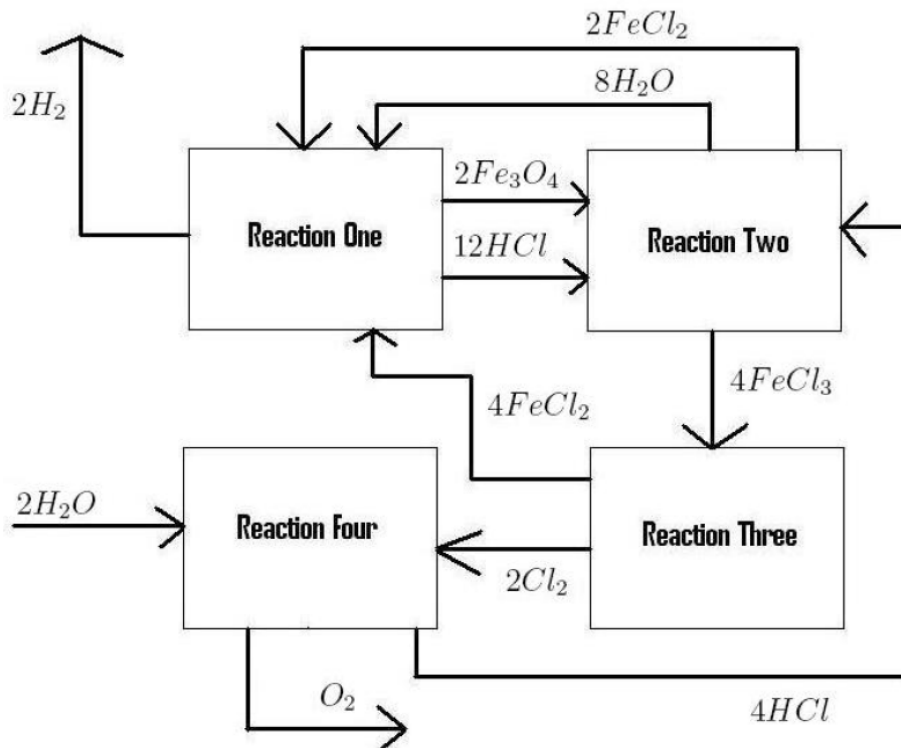 2FeCl₂
8H₂O
2H₂
2Fe₃O₄
Reaction One
Reaction Two
12HCl
4FeCl₂
4FeCl₃
2H₂O
Reaction Four
Reaction Three
2Cl₂
O₂
4HCl